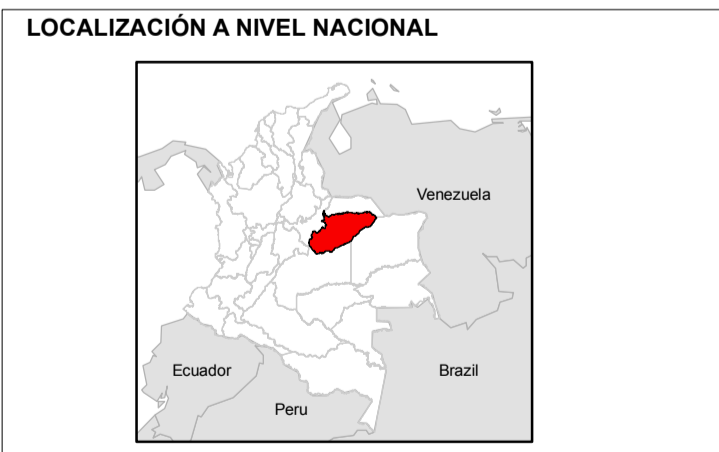 LOCALIZACIÓN A NIVEL NACIONAL
Venezuela
Ecuador
Brazil
Peru